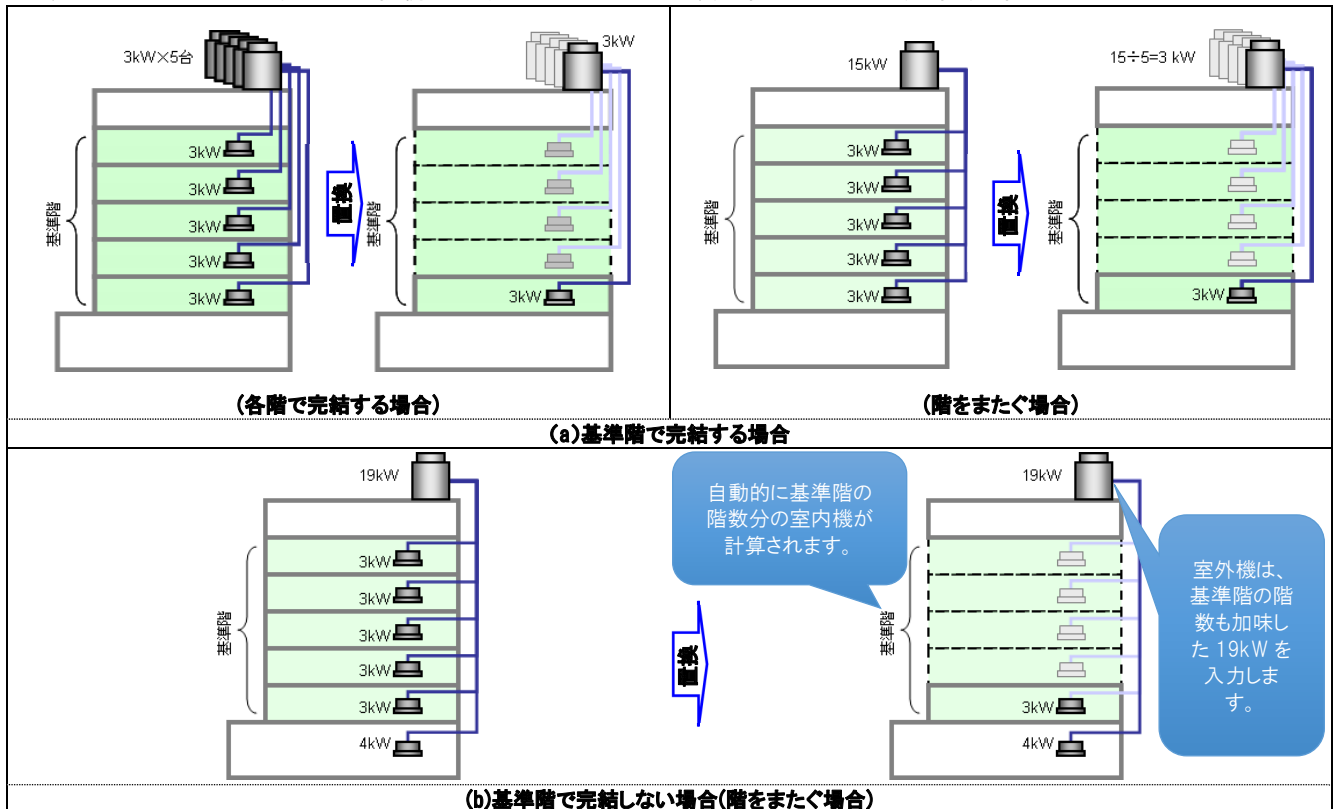 3kW×5台
3kW
3kW
3kW
3kW
3kW
基準階
置換
3kW
3kW
基準階
(各階で完結する場合)
15kW
3kW
3kW
3kW
3kW
3kW
基準階
置換
15÷5=3 kW
3kW
基準階
(階をまたぐ場合)
(a)基準階で完結する場合
19kW
3kW
3kW
3kW
3kW
3kW
4kW
基準階
置換
自動的に基準階の
階数分の室内機が
計算されます。
19kW
3kW
4kW
基準階
室外機は、
基準階の階
数も加味し
た 19kW を
入力しま
す。
(b)基準階で完結しない場合(階をまたぐ場合)